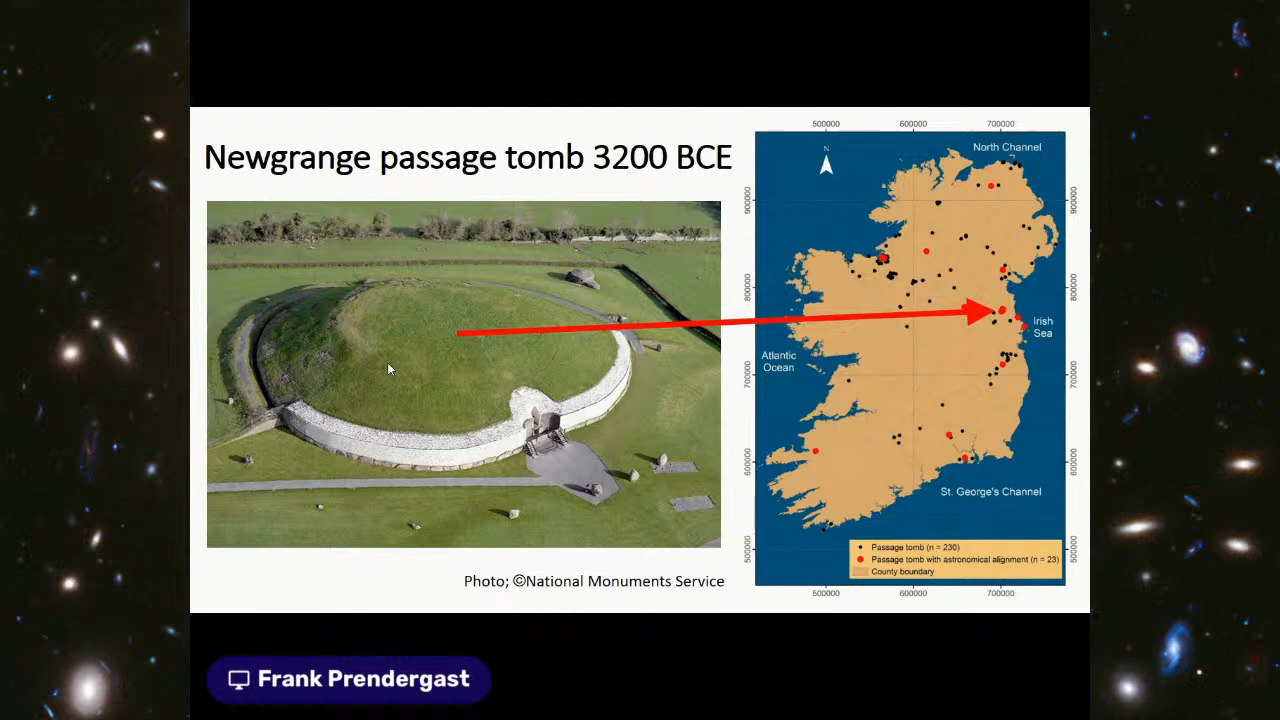 Newgrange passage tomb 3200 BCE
Photo; ©National Monuments Service
500000 600000 700000
N
North Channel
900000 900000
800000 800000
Irish
Sea
Atlantic
Ocean
700000 700000
600000 600000
St. George's Channel
500000 500000
Passage tomb (n = 230)
Passage tomb with astronomical alignment (n = 23)
County boundary
500000 600000 700000
Frank Prendergast